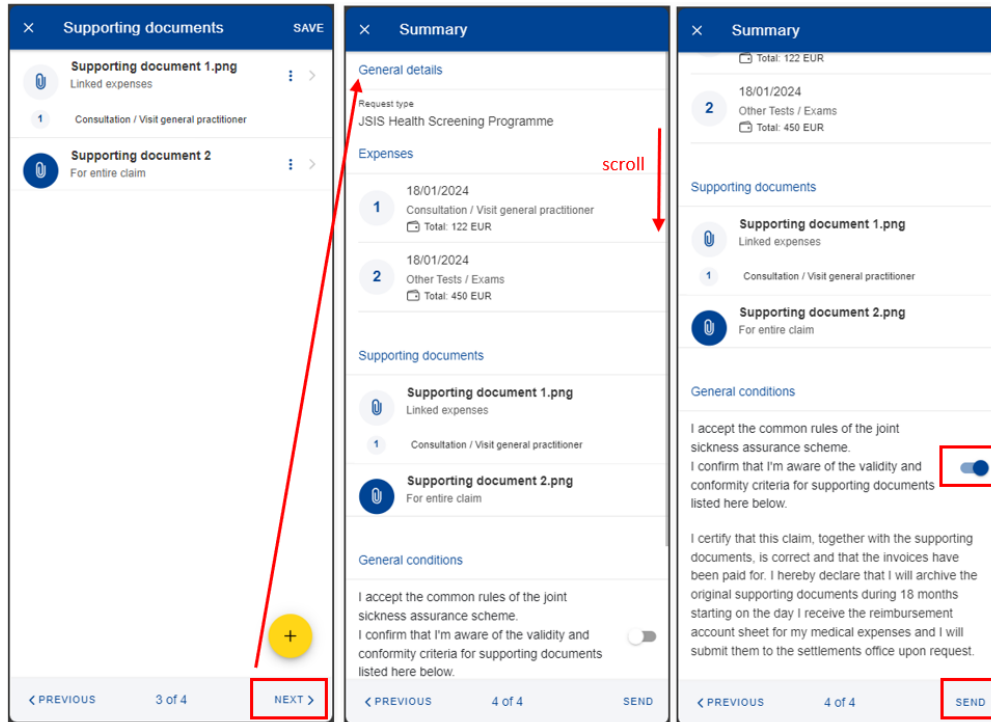 Supporting documents
SAVE
Supporting document 1.png
Linked expenses
1 Consultation / Visit general practitioner
Supporting document 2
For entire claim
+
PREVIOUS
3 of 4
NEXT
Summary
General details
Request type
JSIS Health Screening Programme
Expenses
scroll
18/01/2024
1 Consultation / Visit general practitioner
Total: 122 EUR
18/01/2024
2 Other Tests / Exams
Total: 450 EUR
Supporting documents
Supporting document 1.png
Linked expenses
1 Consultation / Visit general practitioner
Supporting document 2.png
For entire claim
General conditions
I accept the common rules of the joint
sickness assurance scheme.
I confirm that I'm aware of the validity and
conformity criteria for supporting documents
listed here below.
PREVIOUS
4 of 4
SEND
Summary
Total: 122 EUR
18/01/2024
2 Other Tests / Exams
Total: 450 EUR
Supporting documents
Supporting document 1.png
Linked expenses
1 Consultation / Visit general practitioner
Supporting document 2.png
For entire claim
General conditions
I accept the common rules of the joint
sickness assurance scheme.
I confirm that I'm aware of the validity and
conformity criteria for supporting documents
listed here below.
I certify that this claim, together with the supporting
documents, is correct and that the invoices have
been paid for. I hereby declare that I will archive the
original supporting documents during 18 months
starting on the day I receive the reimbursement
account sheet for my medical expenses and I will
submit them to the settlements office upon request.
PREVIOUS
4 of 4
SEND